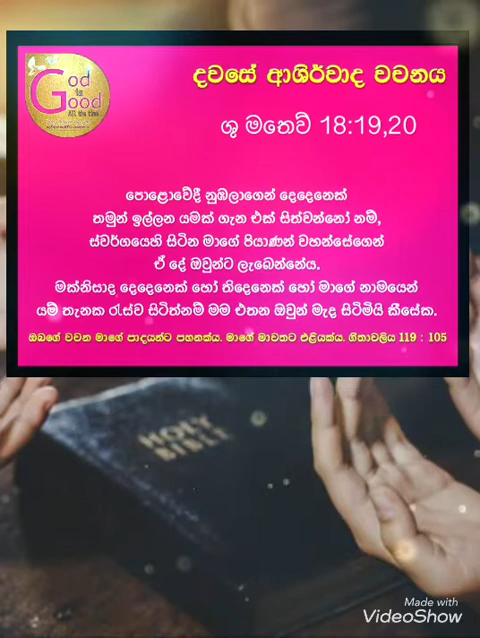 God
is
Good
All the time
දවසේ ආශිර්වාද වචනය
ශු මතෙව් 18:19,20
පොළොවේදී නුඹලාගෙන් දෙදෙනෙක්
තමුන් ඉල්ලන යමක් ගැන එක් සිත්වන්නෝ නම්,
ස්වර්ගයෙහි සිටින මාගේ පියාණන් වහන්සේගෙන්
ඒ දේ ඔවුන්ට ලැබෙන්නේය.
මක්නිසාද දෙදෙනෙක් හෝ තිදෙනෙක් හෝ මාගේ නාමයෙන්
යම් තැනක රැස්ව සිටිත්නම් මම එතන ඔවුන් මැද සිටිමියි කීසේක.
ඔබගේ වචන මාගේ පාදයන්ට පහනක්ය. මාගේ මාවතට එළියක්ය. ගීතාවලිය 119 : 105
HOLY
BIBLE
Made with
VideoShow